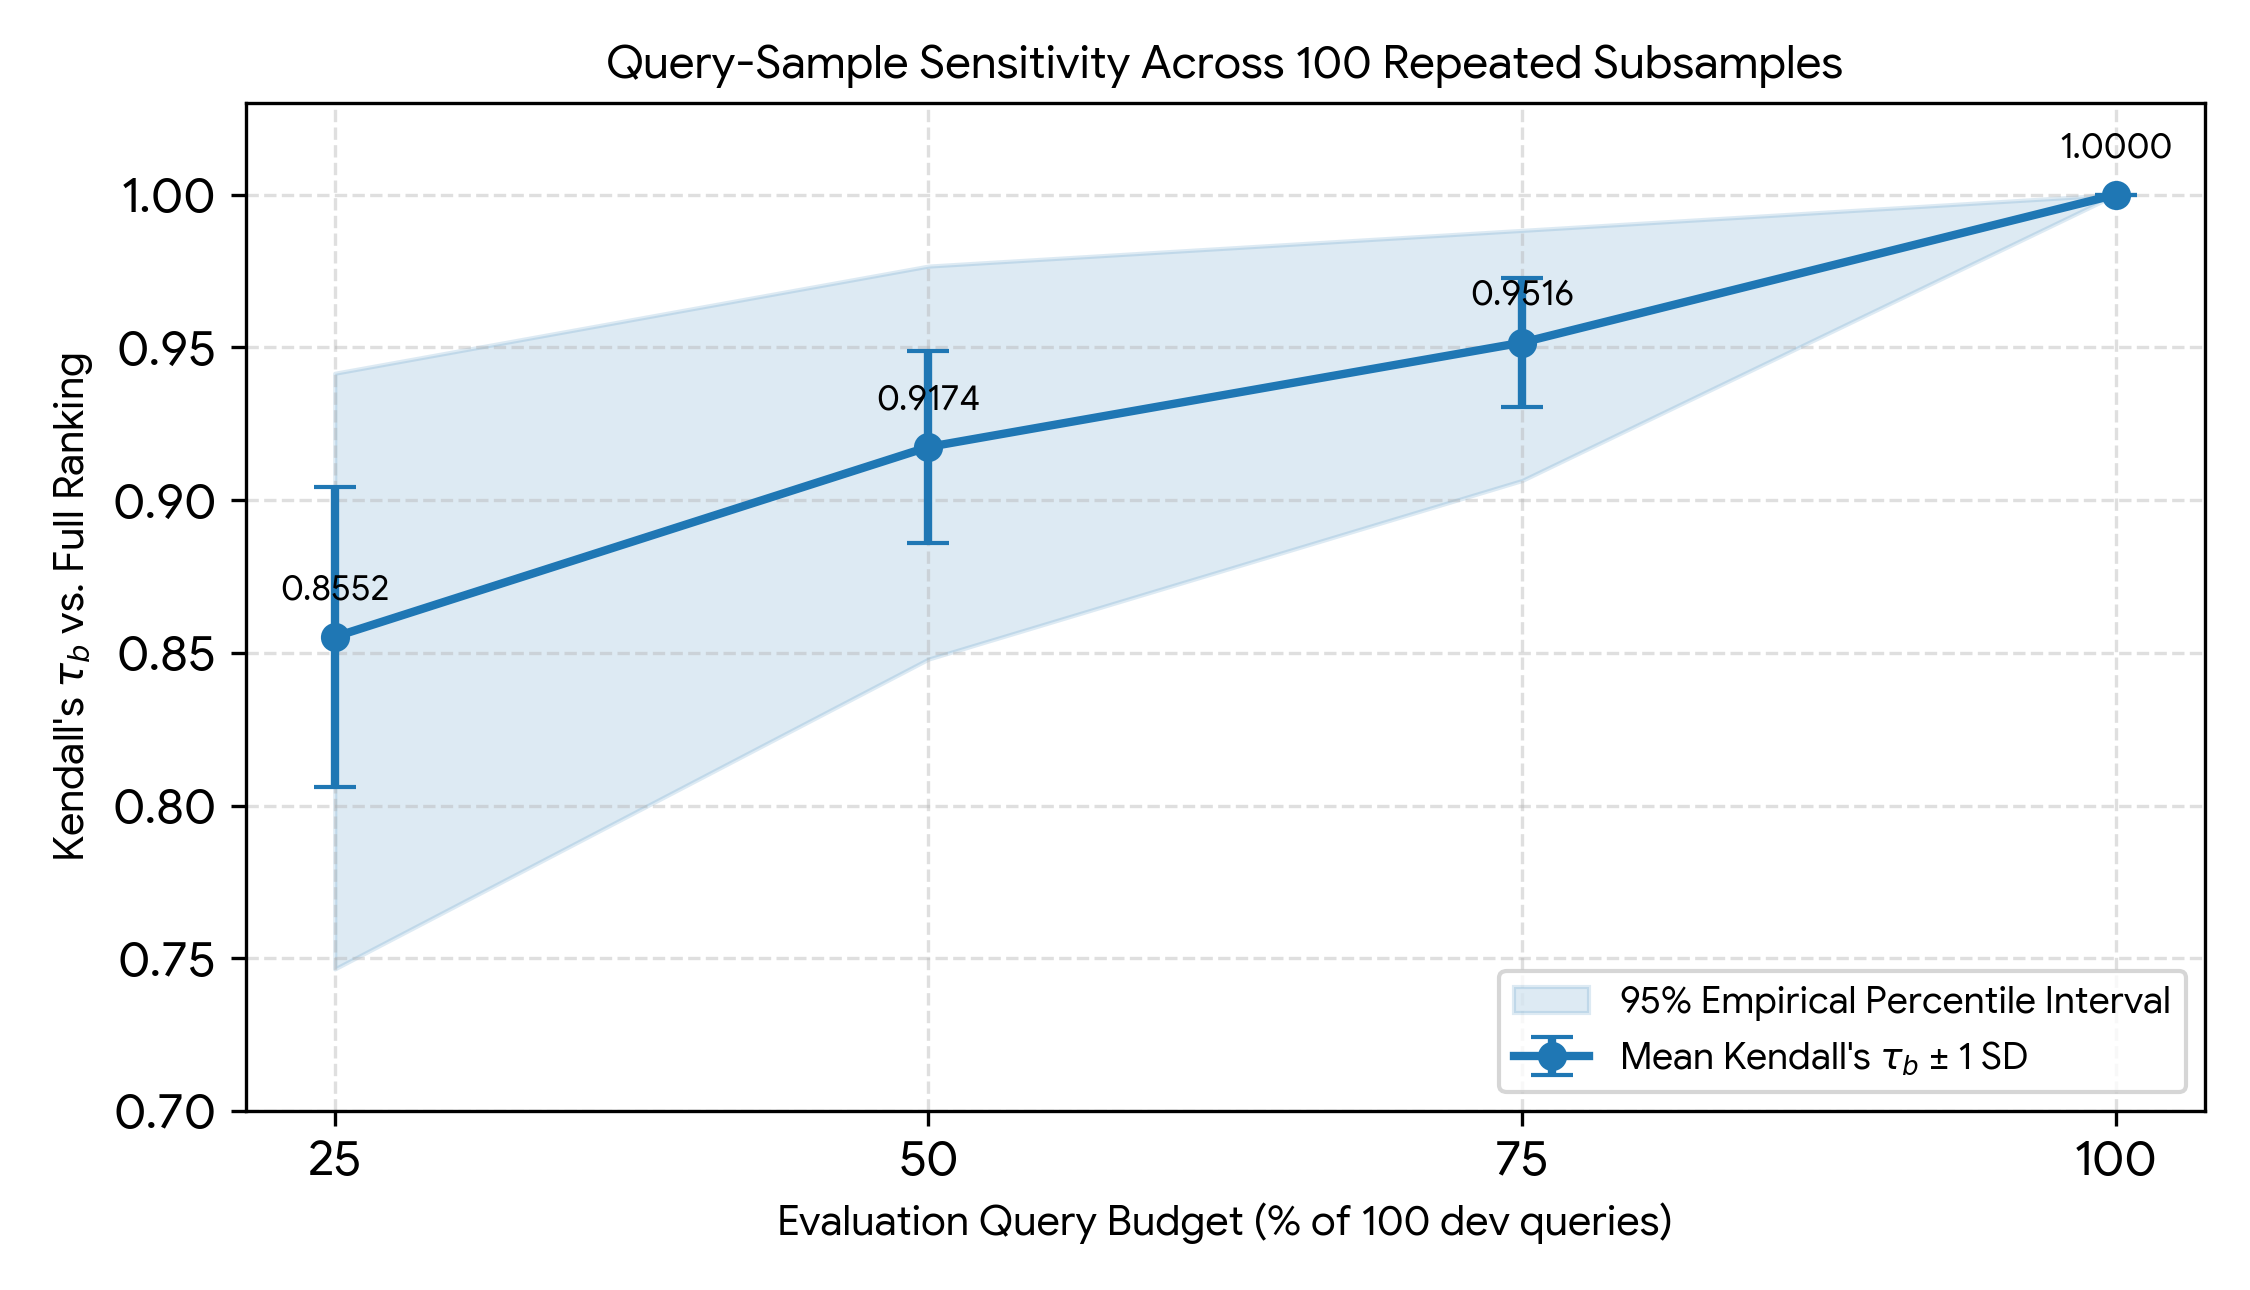 Query-Sample Sensitivity Across 100 Repeated Subsamples
Kendall's τ_b vs. Full Ranking
1.00
0.95
0.90
0.85
0.80
0.75
0.70
0.8552
0.9174
0.9516
1.0000
95% Empirical Percentile Interval
Mean Kendall's τ_b ± 1 SD
25 50 75 100
Evaluation Query Budget (% of 100 dev queries)